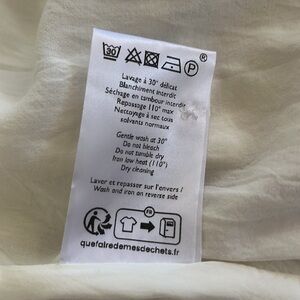 30 P ®
Lavage à 30° délicat
Blanchiment interdit
Séchage en tambour interdit
Repassage 110° max
Nettoyage à sec tous
solvants normaux
Gentle wash at 30°
Do not bleach
Do not tumble dry
Iron low heat (110°)
Dry cleaning
Laver et repasser sur l'envers /
Wash and iron on reverse side
FR
quefairedemesdechets.fr